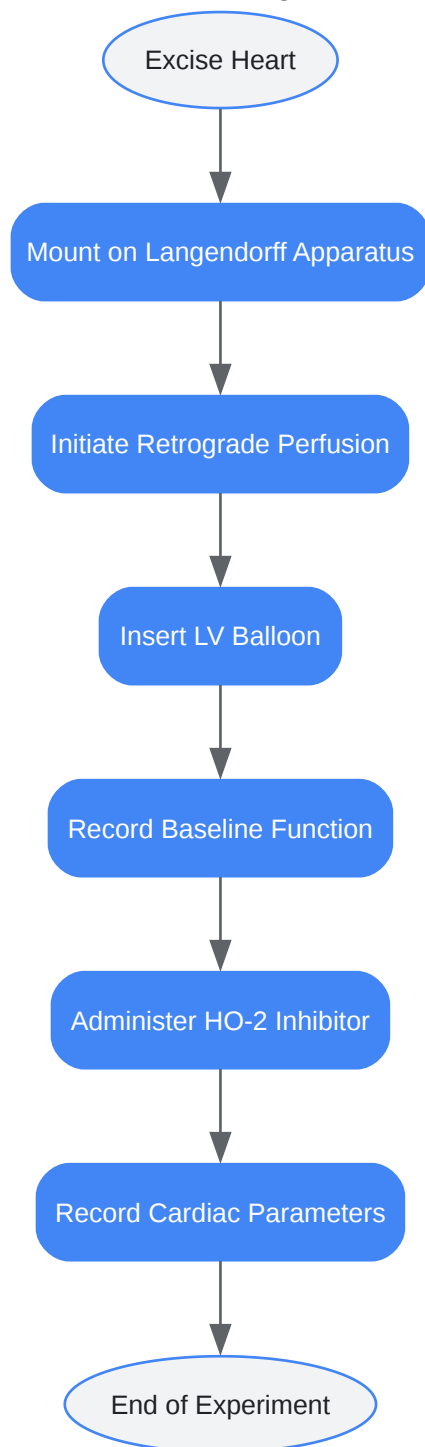 Excise Heart
Mount on Langendorff Apparatus
Initiate Retrograde Perfusion
Insert LV Balloon
Record Baseline Function
Administer HO-2 Inhibitor
Record Cardiac Parameters
End of Experiment